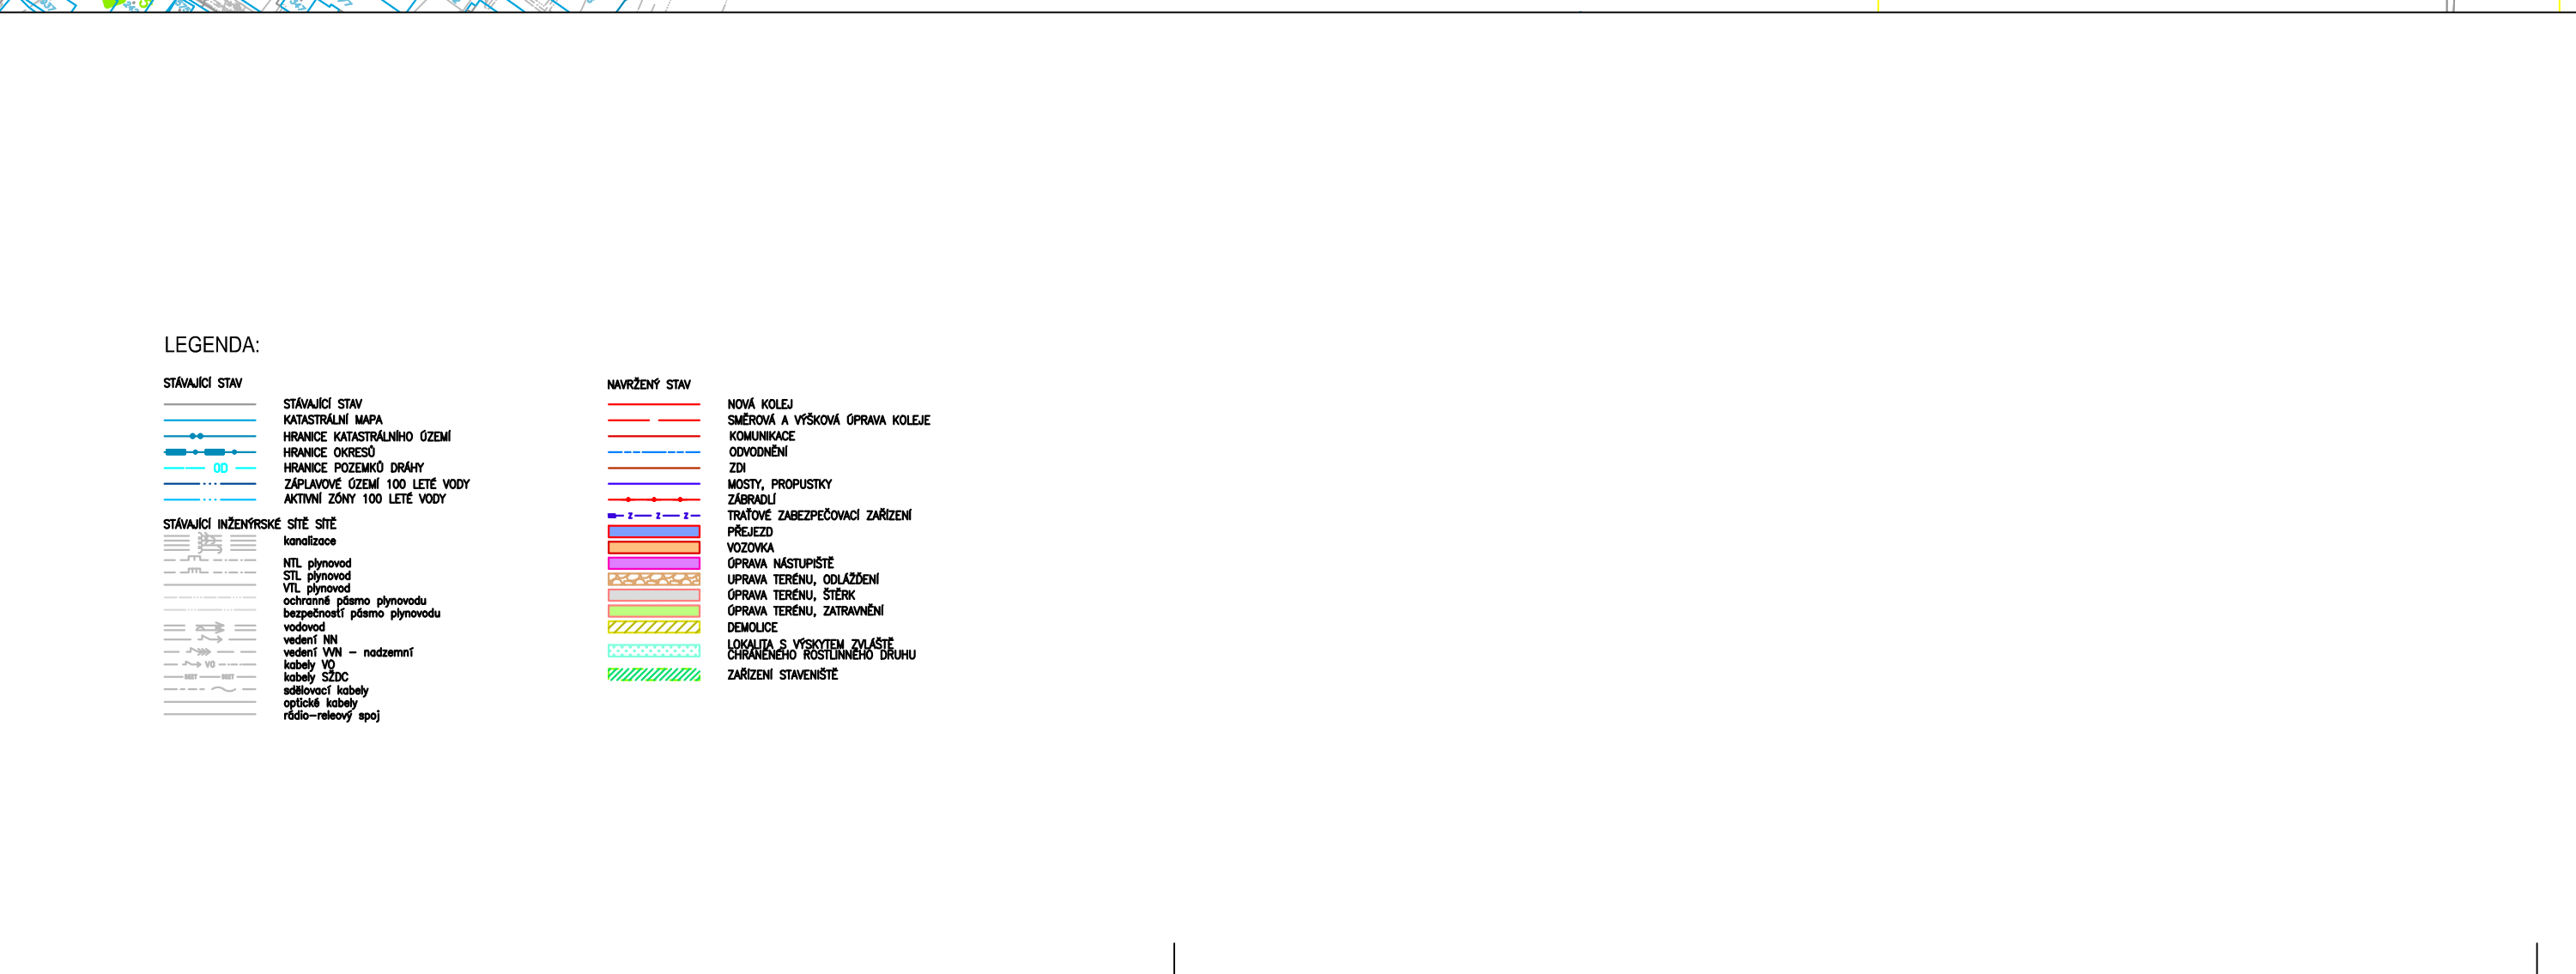 LEGENDA:
STÁVAJÍCÍ STAV
STÁVAJÍCÍ STAV
KATASTRÁLNÍ MAPA
HRANICE KATASTRÁLNÍHO ÚZEMÍ
HRANICE OKRESŮ
OD HRANICE POZEMKŮ DRÁHY
ZÁPLAVOVÉ ÚZEMÍ 100 LETÉ VODY
AKTIVNÍ ZÓNY 100 LETÉ VODY
STÁVAJÍCÍ INŽENÝRSKÉ SÍTĚ SÍTĚ
kanalizace
NTL plynovod
STL plynovod
VTL plynovod
ochranné pásmo plynovodu
bezpečností pásmo plynovodu
vodovod
vedení NN
vedení VVN - nadzemní
VO kabely VO
kabely SŽDC
sdělovací kabely
optické kabely
rádio-releový spoj
NAVRŽENÝ STAV
NOVÁ KOLEJ
SMĚROVÁ A VÝŠKOVÁ ÚPRAVA KOLEJE
KOMUNIKACE
ODVODNĚNÍ
ZDI
MOSTY, PROPUSTKY
ZÁBRADLÍ
Z Z Z TRAŤOVÉ ZABEZPEČOVACÍ ZAŘÍZENÍ
PŘEJEZD
VOZOVKA
ÚPRAVA NÁSTUPIŠTĚ
UPRAVA TERÉNU, ODLÁŽDĚNÍ
ÚPRAVA TERÉNU, ŠTĚRK
ÚPRAVA TERÉNU, ZATRAVNĚNÍ
DEMOLICE
LOKALITA S VÝSKYTEM ZVLÁŠTĚ
CHRÁNĚNÉHO ROSTLINNÉHO DRUHU
ZAŘÍZENÍ STAVENIŠTĚ